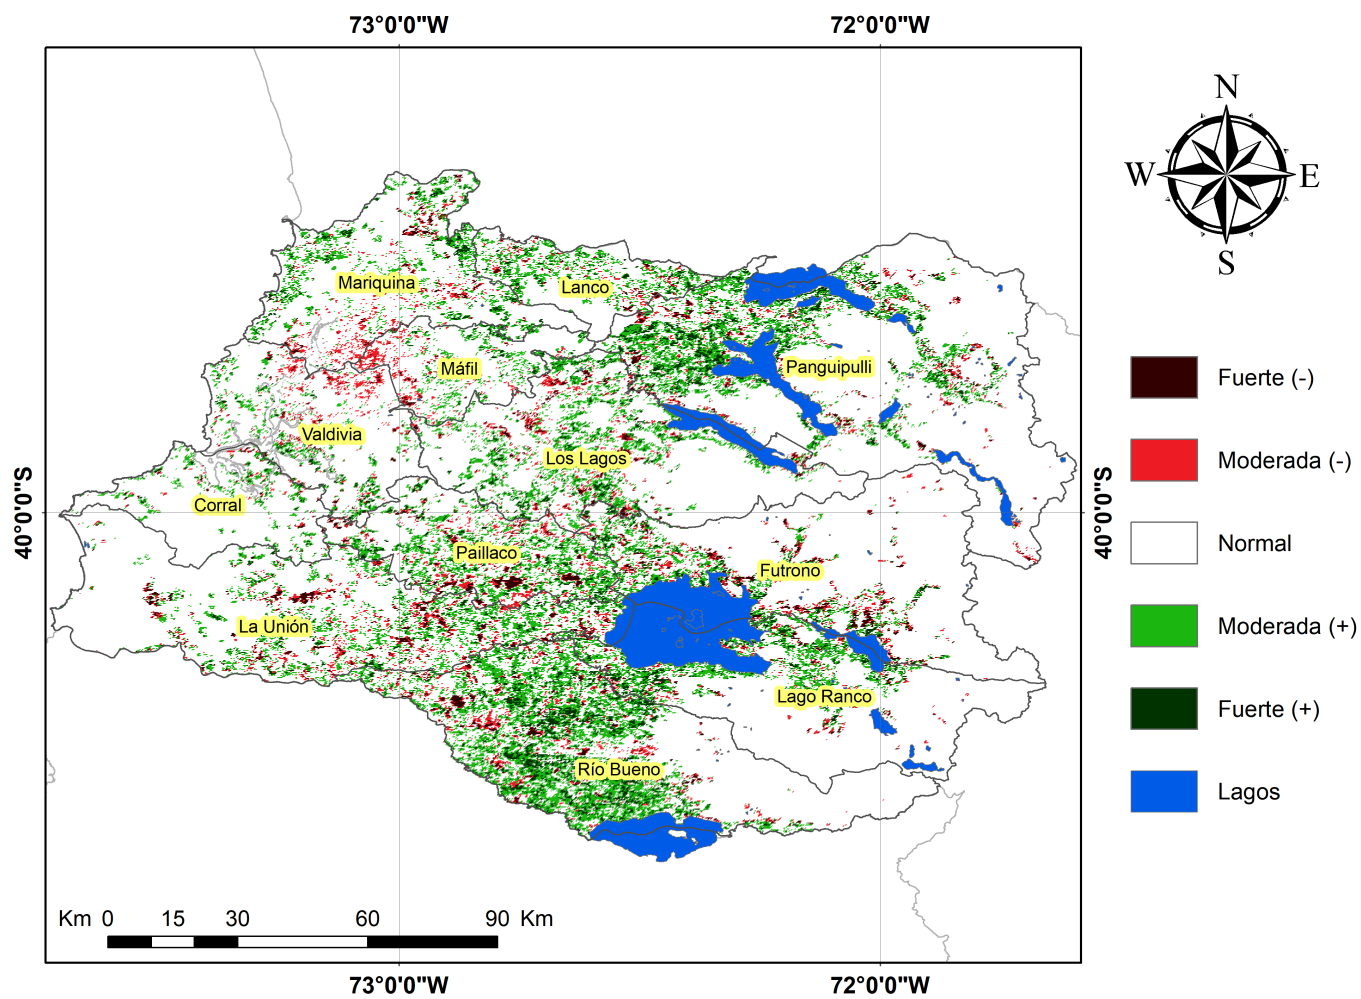 73°0'0"W 72°0'0"W
N
W E
S
Mariquina
Lanco
Máfil
Panguipulli
Valdivia
Los Lagos
Corral
Paillaco
Futrono
La Unión
Lago Ranco
Río Bueno
40°0'0"S
40°0'0"S
Fuerte (-)
Moderada (-)
Normal
Moderada (+)
Fuerte (+)
Lagos
Km 0 15 30 60 90 Km
73°0'0"W 72°0'0"W